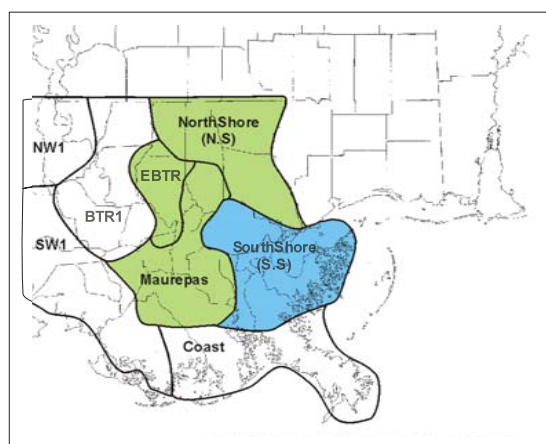 NorthShore
(N.S)
NW1
EBTR
BTR1
SW1
SouthShore
(S.S)
Maurepas
Coast